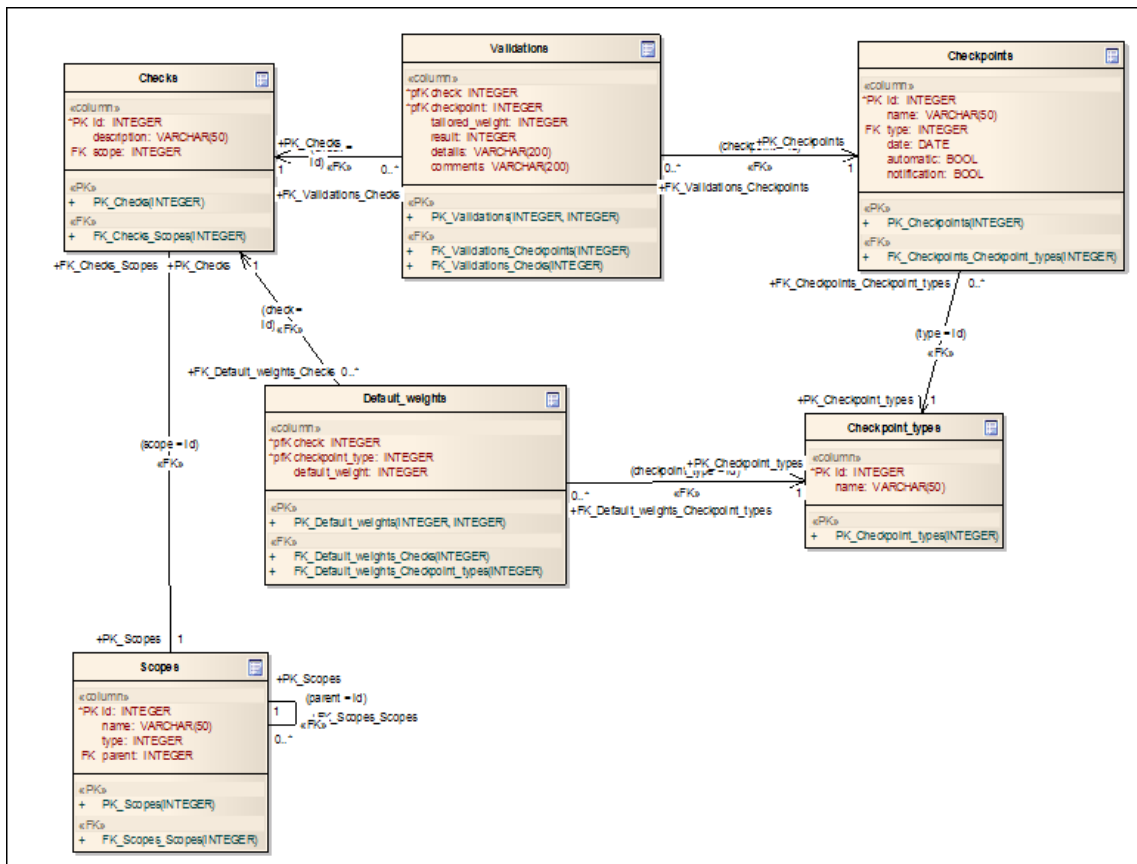 Checks
«column»
*PK id: INTEGER
description: VARCHAR(50)
FK scope: INTEGER
«PK»
+ PK_Checks(INTEGER)
«FK»
+ FK_Checks_Scopes(INTEGER)
Validations
«column»
*pfK check: INTEGER
*pfK checkpoint: INTEGER
tailored_weight: INTEGER
result: INTEGER
details: VARCHAR(200)
comments: VARCHAR(200)
«PK»
+ PK_Validations(INTEGER, INTEGER)
«FK»
+ FK_Validations_Checkpoints(INTEGER)
+ FK_Validations_Checks(INTEGER)
Checkpoints
«column»
*PK id: INTEGER
name: VARCHAR(50)
FK type: INTEGER
date: DATE
automatic: BOOL
notification: BOOL
«PK»
+ PK_Checkpoints(INTEGER)
«FK»
+ FK_Checkpoints_Checkpoint_types(INTEGER)
+PK_Checks
id)
1
«FK»
0..*
+FK_Validations_Checks
+PK_Checkpoints
0..*
«FK»
1
+FK_Validations_Checkpoints
+FK_Checks_Scopes
+PK_Checks
1
(check =
id)
«FK»
+FK_Default_weights_Checks 0..*
+FK_Checkpoints_Checkpoint_types
0..*
(type = id)
«FK»
+PK_Checkpoint_types
1
Default_weights
«column»
*pfK check: INTEGER
*pfK checkpoint_type: INTEGER
default_weight: INTEGER
«PK»
+ PK_Default_weights(INTEGER, INTEGER)
«FK»
+ FK_Default_weights_Checks(INTEGER)
+ FK_Default_weights_Checkpoint_types(INTEGER)
+PK_Checkpoint_types
(checkpoint_type = id)
0..*
«FK»
1
+FK_Default_weights_Checkpoint_types
Checkpoint_types
«column»
*PK id: INTEGER
name: VARCHAR(50)
«PK»
+ PK_Checkpoint_types(INTEGER)
(scope = id)
«FK»
+PK_Scopes
1
Scopes
«column»
*PK id: INTEGER
name: VARCHAR(50)
type: INTEGER
FK parent: INTEGER
«PK»
+ PK_Scopes(INTEGER)
«FK»
+ FK_Scopes_Scopes(INTEGER)
+PK_Scopes
(parent = id)
1
+FK_Scopes_Scopes
«FK»
0..*